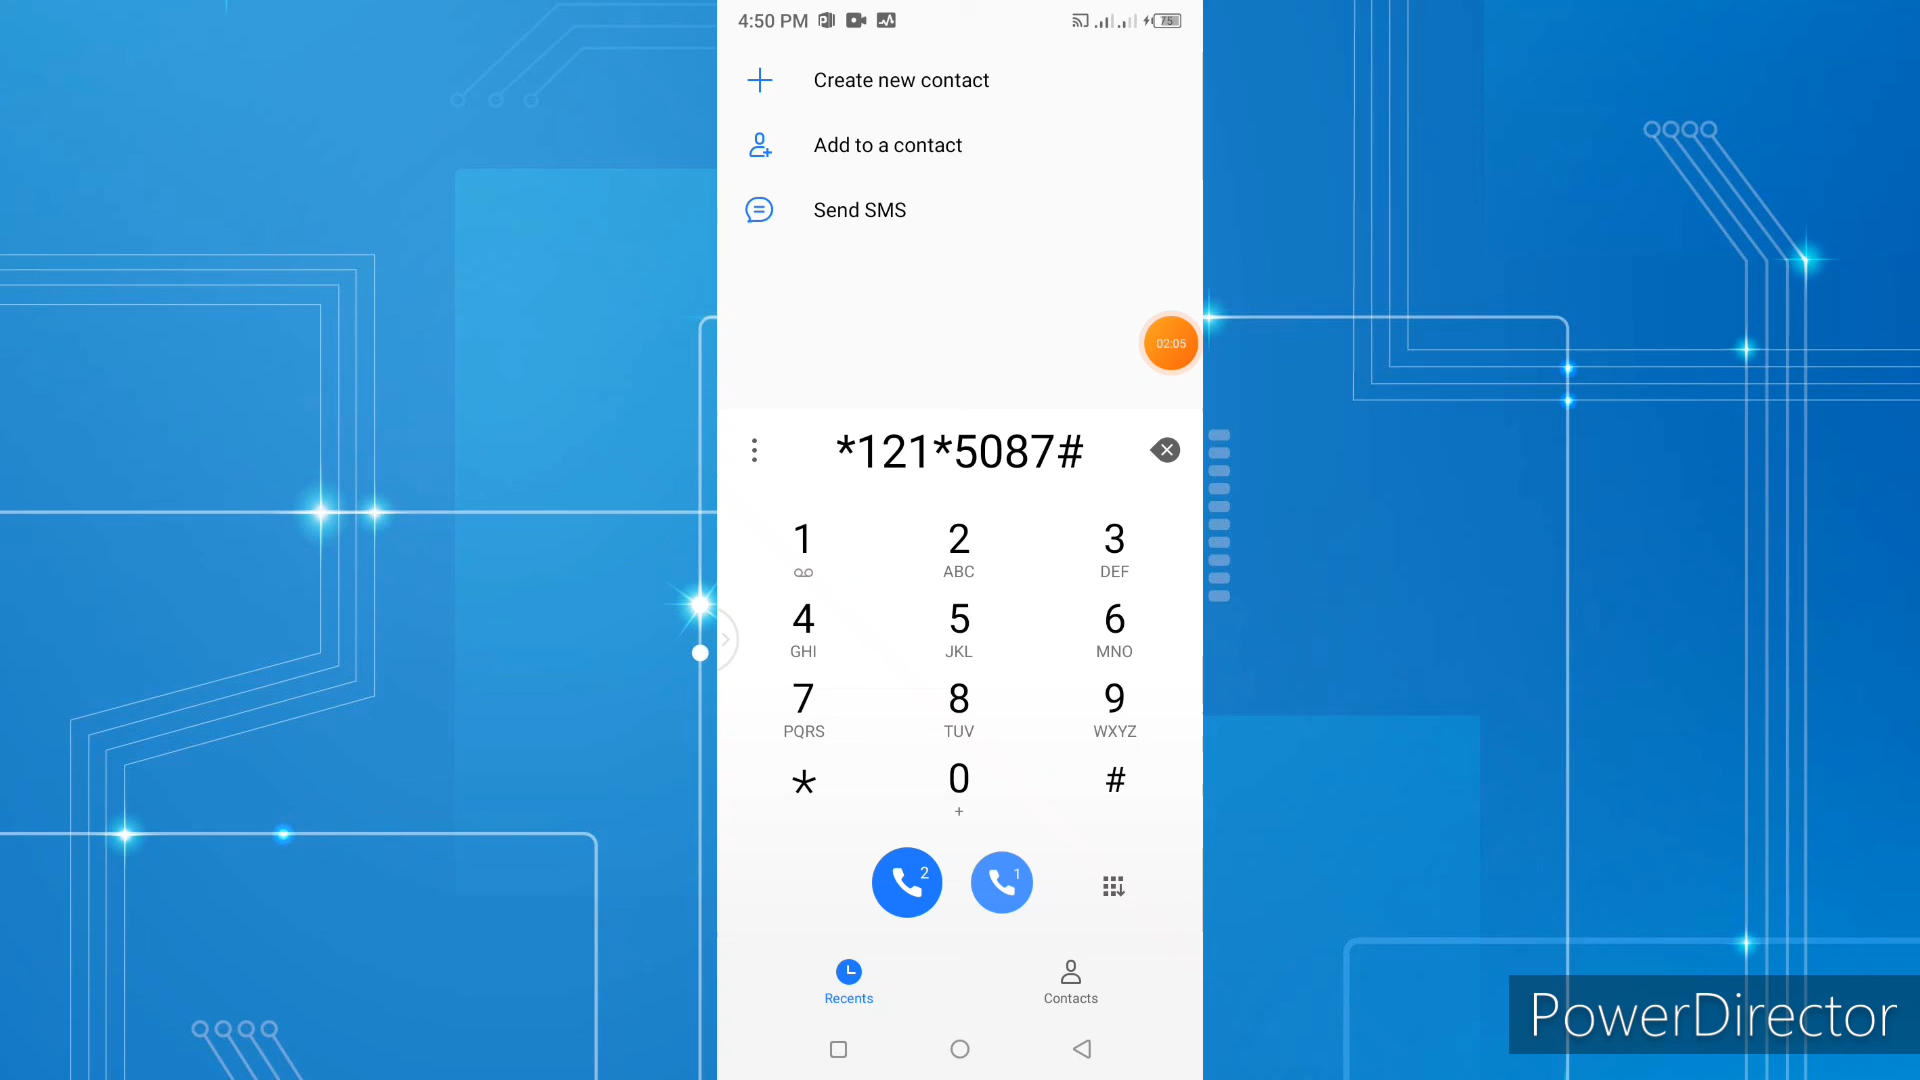 4:50 PM
75
Create new contact
Add to a contact
Send SMS
02:05
*121*5087#
1 2 3
ABC DEF
4 5 6
GHI JKL MNO
7 8 9
PQRS TUV WXYZ
* 0 #
+
2 1
Recents Contacts
PowerDirector